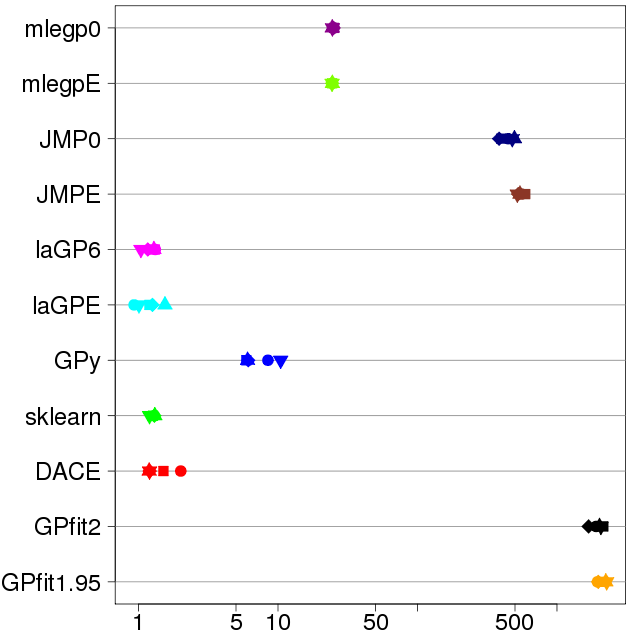 mlegp0
mlegpE
JMP0
JMPE
laGP6
laGPE
GPy
sklearn
DACE
GPfit2
GPfit1.95
1 5 10 50 500